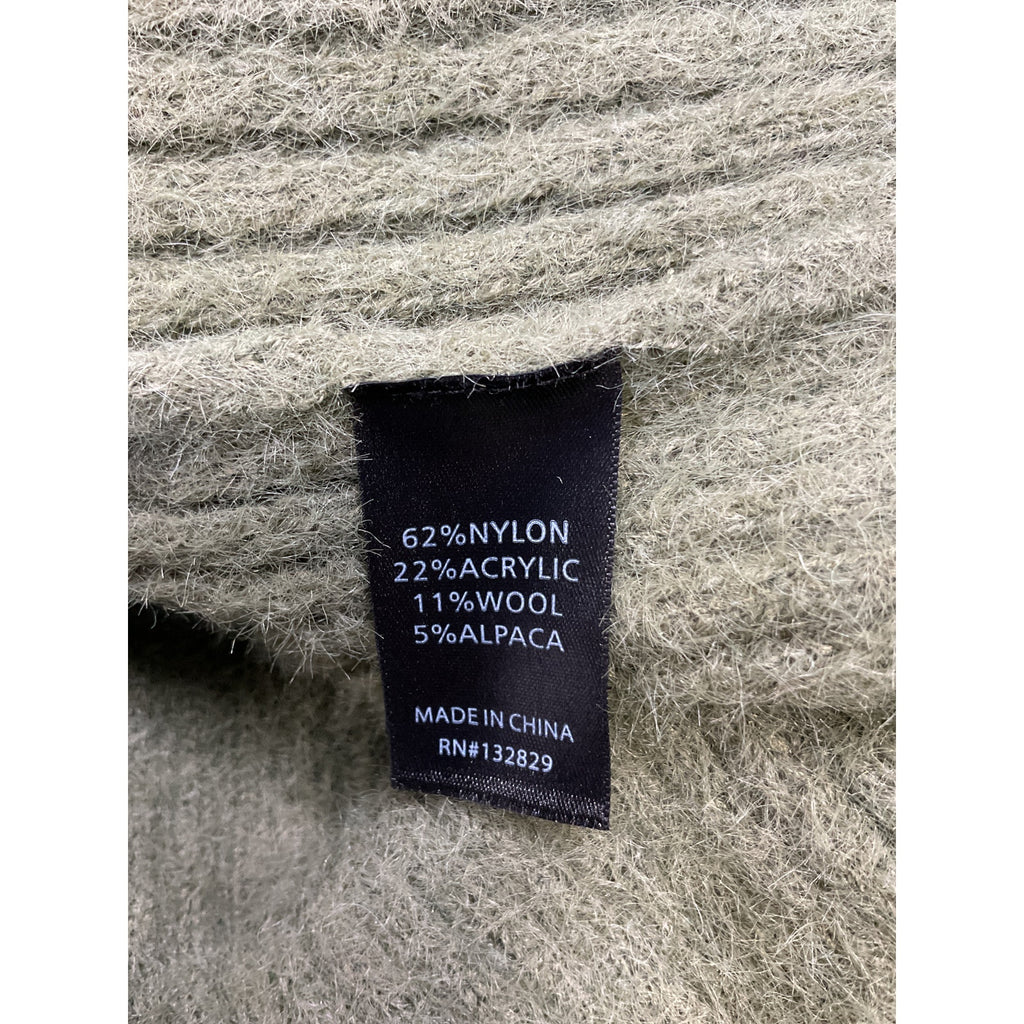 62%NYLON
22%ACRYLIC
11%WOOL
5%ALPACA
MADE IN CHINA
RN#132829